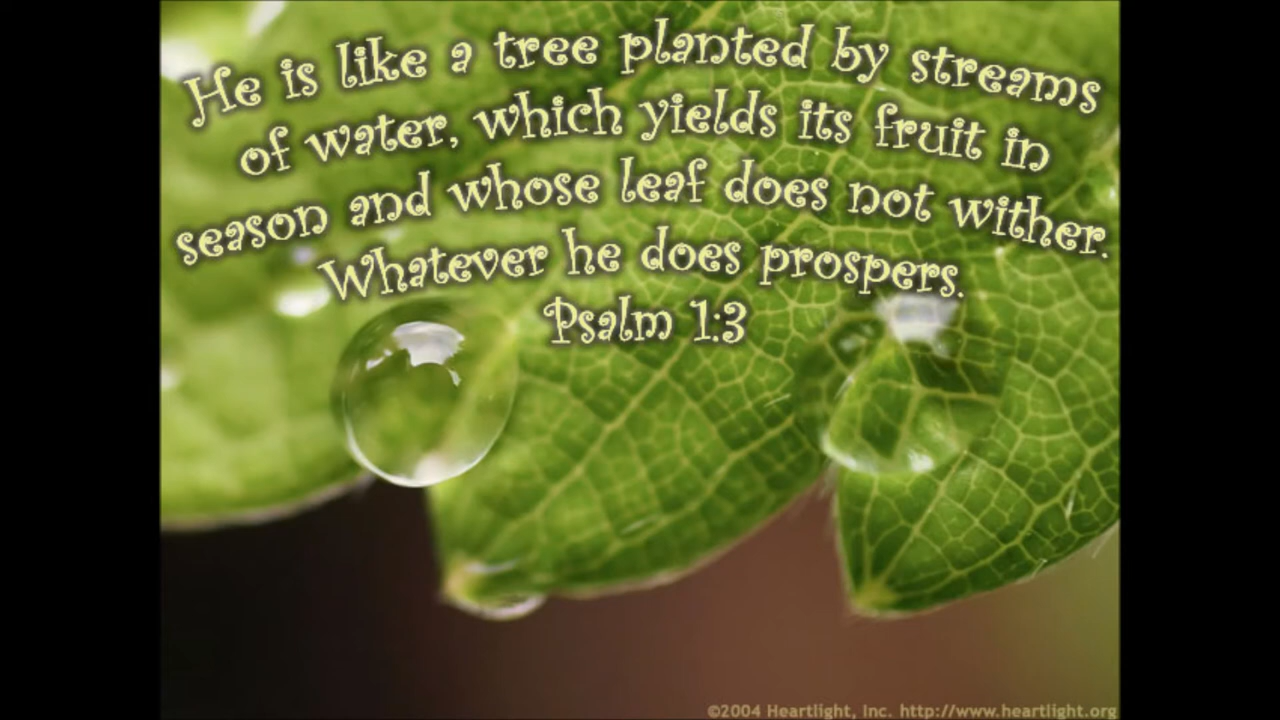 He is like a tree planted by streams
of water, which yields its fruit in
season and whose leaf does not wither.
Whatever he does prospers.
Psalm 1:3
©2004 Heartlight, Inc. http://www.heartlight.org